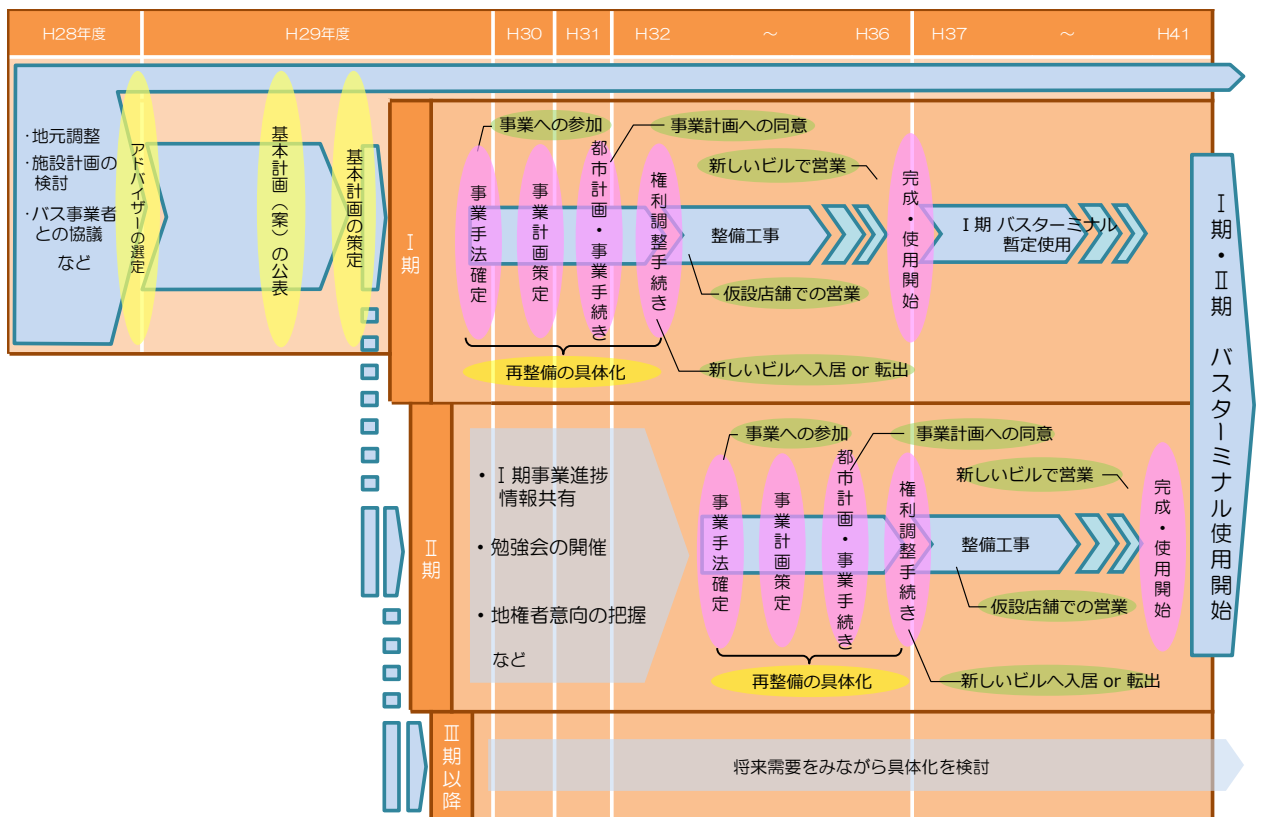 H28年度
H29年度
H30
H31
H32
～
H36
H37
～
H41
・地元調整
・施設計画の
検討
・バス事業者
との協議
など
アドバイザーの選定
基本計画（案）の公表
基本計画の策定
Ⅰ期
事業への参加
事業計画への同意
新しいビルで営業
事業手法確定
事業計画策定
都市計画・事業手続き
権利調整手続き
整備工事
完成・使用開始
Ⅰ期 バスターミナル
暫定使用
仮設店舗での営業
再整備の具体化
新しいビルへ入居 or 転出
Ⅰ期・Ⅱ期 バスターミナル使用開始
Ⅱ期
・Ⅰ期事業進捗
情報共有
・勉強会の開催
・地権者意向の把握
など
事業への参加
事業計画への同意
新しいビルで営業
事業手法確定
事業計画策定
都市計画・事業手続き
権利調整手続き
整備工事
完成・使用開始
仮設店舗での営業
再整備の具体化
新しいビルへ入居 or 転出
Ⅲ期以降
将来需要をみながら具体化を検討